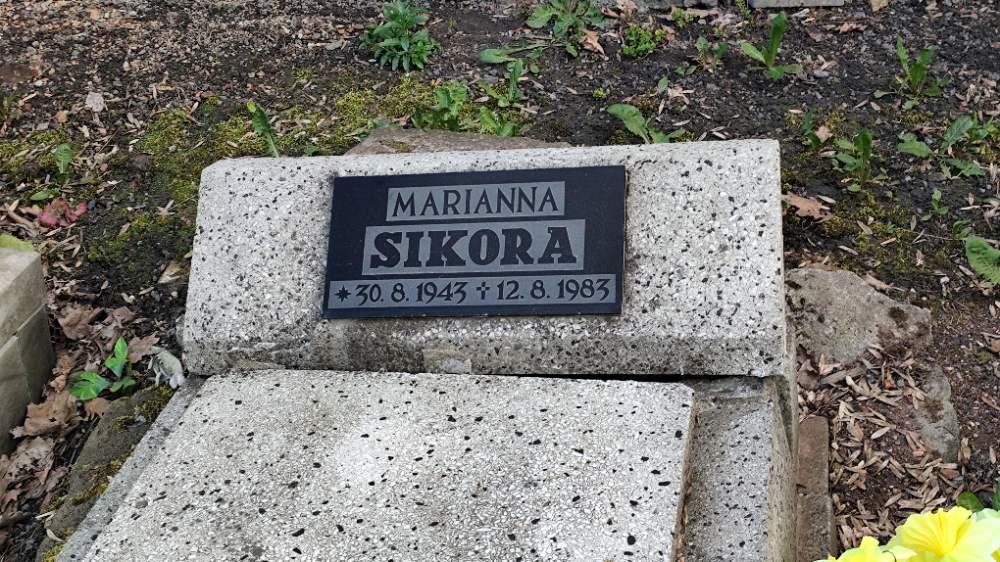 MARIANNA
SIKORA
✶ 30. 8. 1943 ✝ 12. 8. 1983